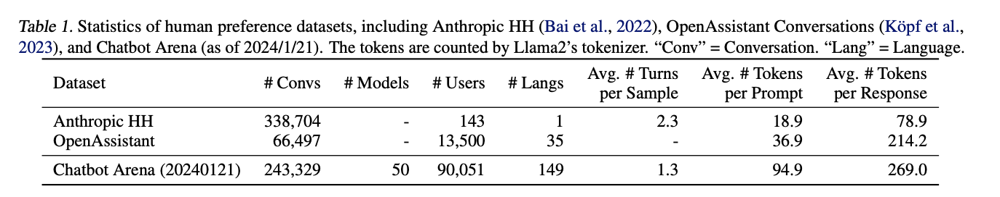 Table 1. Statistics of human preference datasets, including Anthropic HH (Bai et al., 2022), OpenAssistant Conversations (Köpf et al.,
2023), and Chatbot Arena (as of 2024/1/21). The tokens are counted by Llama2’s tokenizer. “Conv” = Conversation. “Lang” = Language.
Dataset # Convs # Models # Users # Langs Avg. # Turns per Sample Avg. # Tokens per Prompt Avg. # Tokens per Response
Anthropic HH 338,704 - 143 1 2.3 18.9 78.9
OpenAssistant 66,497 - 13,500 35 - 36.9 214.2
Chatbot Arena (20240121) 243,329 50 90,051 149 1.3 94.9 269.0